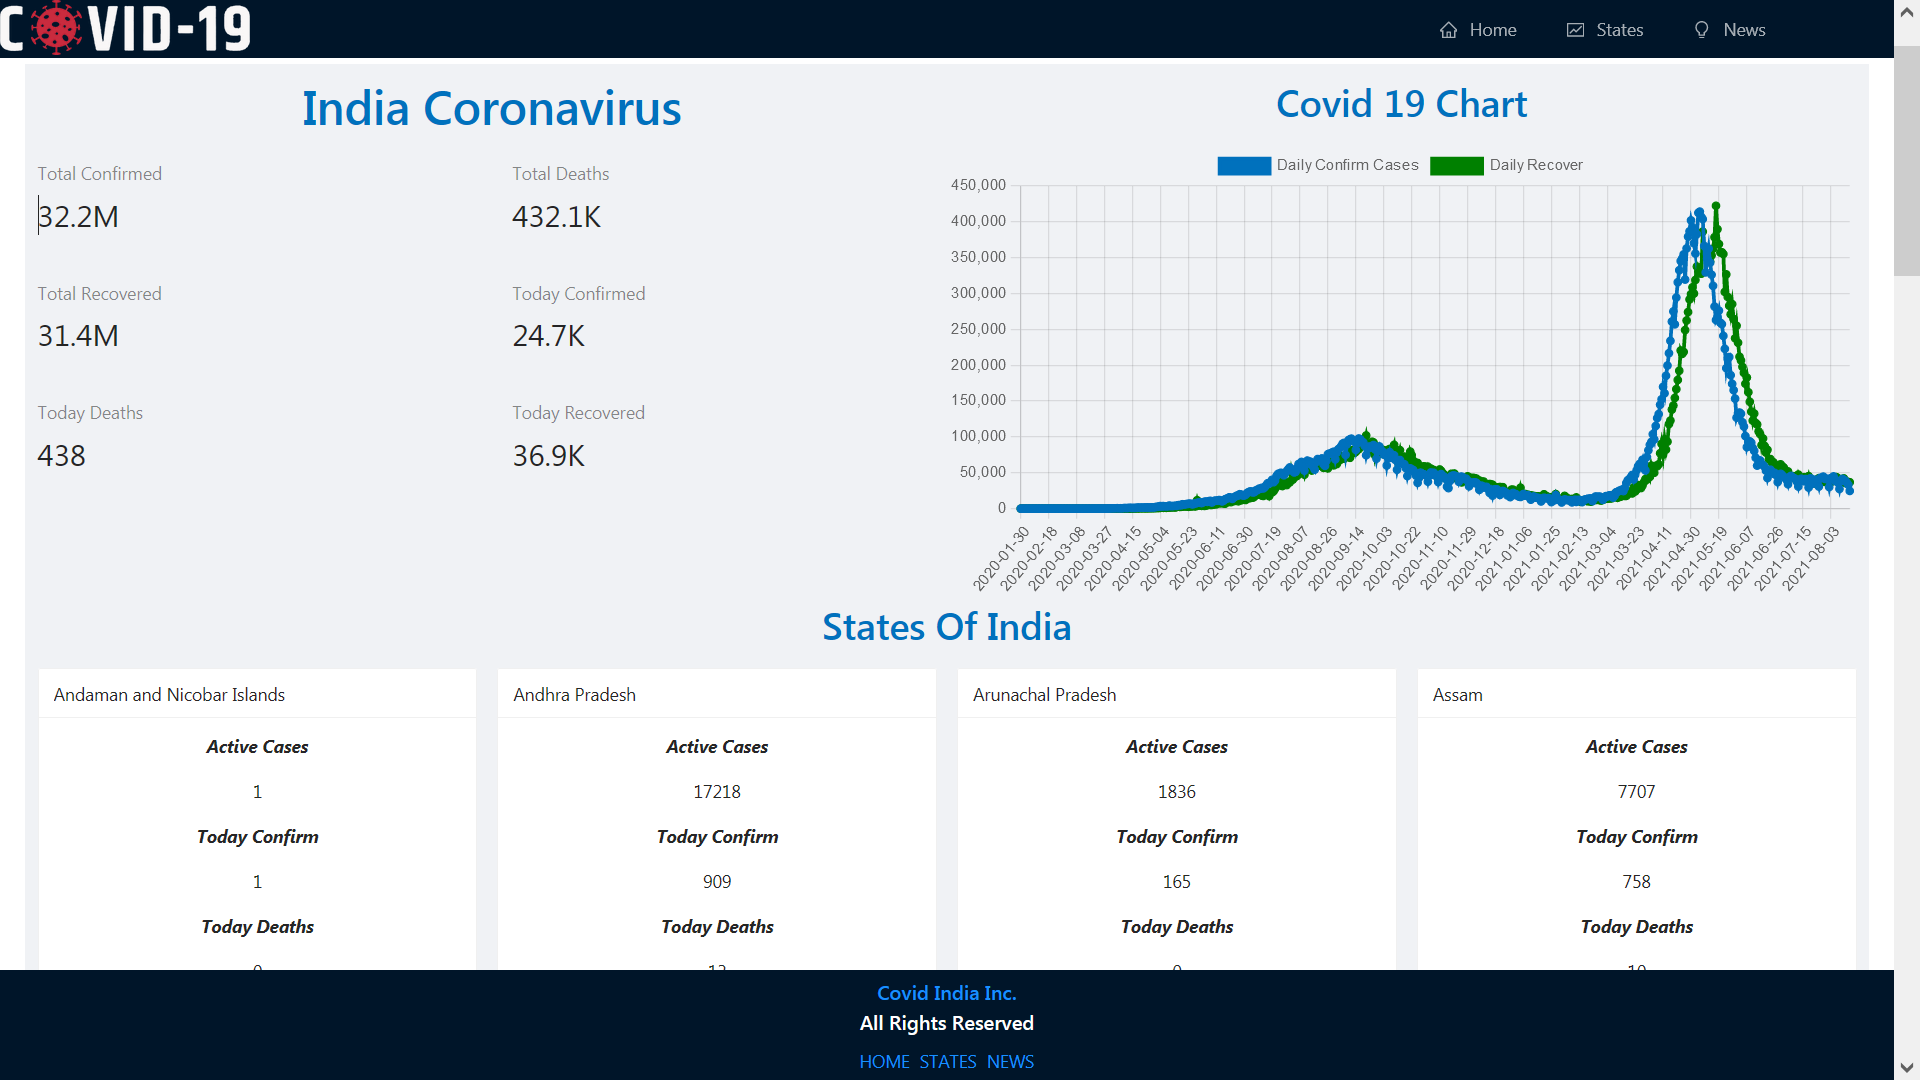 COVID-19
Home
States
News
India Coronavirus
Total Confirmed
32.2M
Total Deaths
432.1K
Total Recovered
31.4M
Today Confirmed
24.7K
Today Deaths
438
Today Recovered
36.9K
Covid 19 Chart
Daily Confirm Cases
Daily Recover
450,000
400,000
350,000
300,000
250,000
200,000
150,000
100,000
50,000
0
2020-01-30
2020-02-18
2020-03-08
2020-03-27
2020-04-15
2020-05-04
2020-05-23
2020-06-11
2020-06-30
2020-07-19
2020-08-07
2020-08-26
2020-09-14
2020-10-03
2020-10-22
2020-11-10
2020-11-29
2020-12-18
2021-01-06
2021-01-25
2021-02-13
2021-03-04
2021-03-23
2021-04-11
2021-04-30
2021-05-19
2021-06-07
2021-06-26
2021-07-15
2021-08-03
States Of India
Andaman and Nicobar Islands
Active Cases
1
Today Confirm
1
Today Deaths
Andhra Pradesh
Active Cases
17218
Today Confirm
909
Today Deaths
Arunachal Pradesh
Active Cases
1836
Today Confirm
165
Today Deaths
Assam
Active Cases
7707
Today Confirm
758
Today Deaths
Covid India Inc.
All Rights Reserved
HOME STATES NEWS